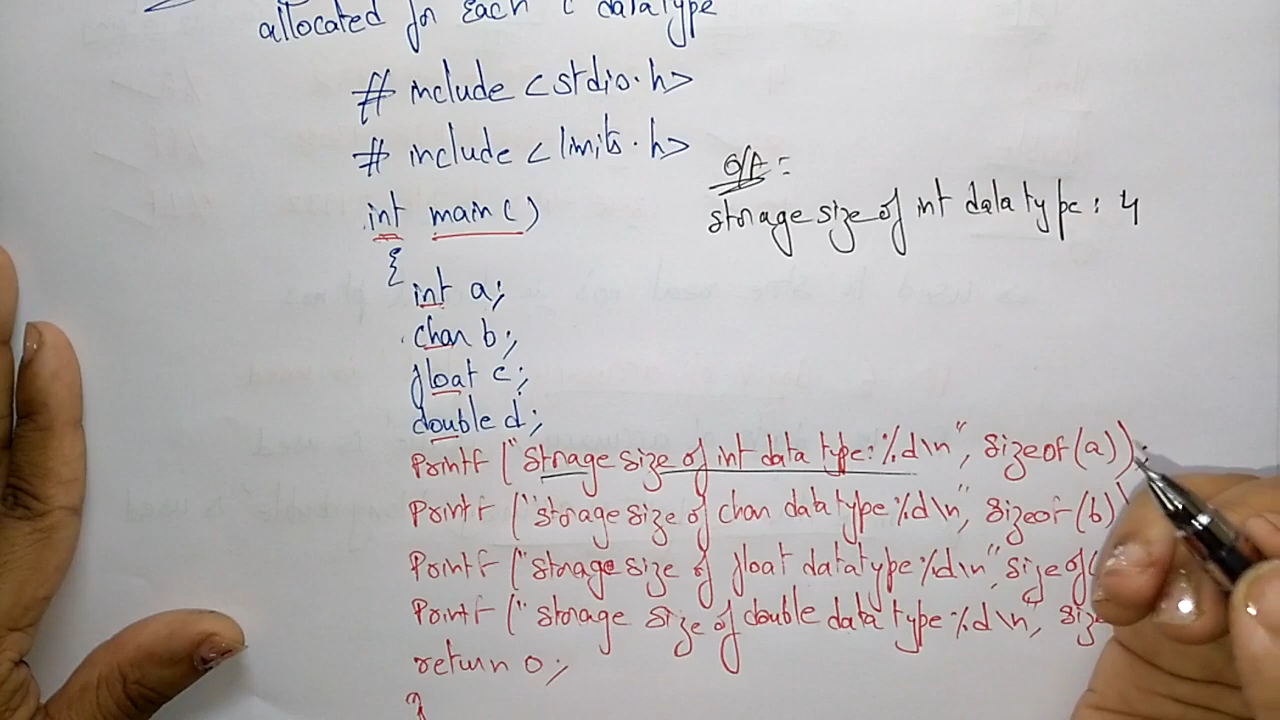 allocated for each C datatype
# include <stdio.h>
# include <limits.h>
int main()
O/P:
storage size of int data type: 4
{
int a;
char b;
float c;
double d;
Printf ("Storage size of int data type: %d\n", sizeof(a));
Printf ("storage size of char datatype %d\n", sizeof(b)
Printf ("storage size of float datatype %d\n", size of(
Printf ("storage size of double data type %d\n",
return 0;
}